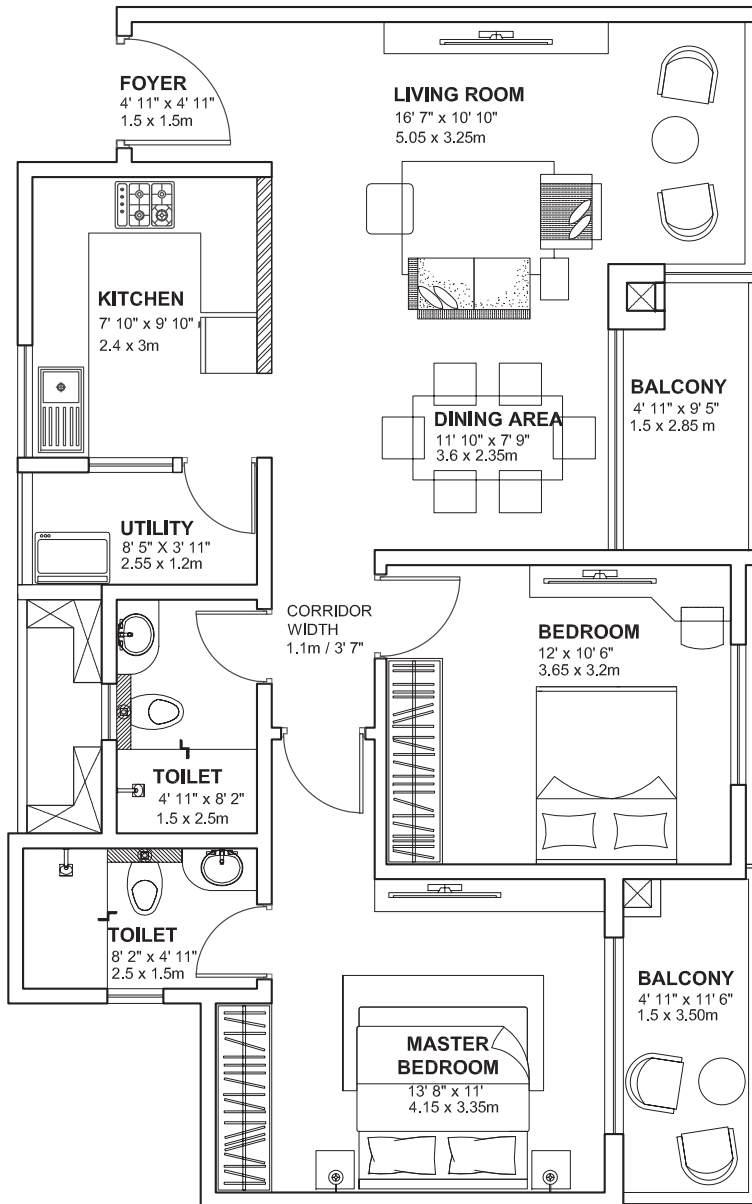 FOYER
4' 11" x 4' 11"
1.5 x 1.5m
LIVING ROOM
16' 7" x 10' 10"
5.05 x 3.25m
KITCHEN
7' 10" x 9' 10"
2.4 x 3m
DINING AREA
11' 10" x 7' 9"
3.6 x 2.35m
BALCONY
4' 11" x 9' 5"
1.5 x 2.85 m
UTILITY
8' 5" X 3' 11"
2.55 x 1.2m
CORRIDOR
WIDTH
1.1m / 3' 7"
BEDROOM
12' x 10' 6"
3.65 x 3.2m
TOILET
4' 11" x 8' 2"
1.5 x 2.5m
TOILET
8' 2" x 4' 11"
2.5 x 1.5m
MASTER
BEDROOM
13' 8" x 11'
4.15 x 3.35m
BALCONY
4' 11" x 11' 6"
1.5 x 3.50m